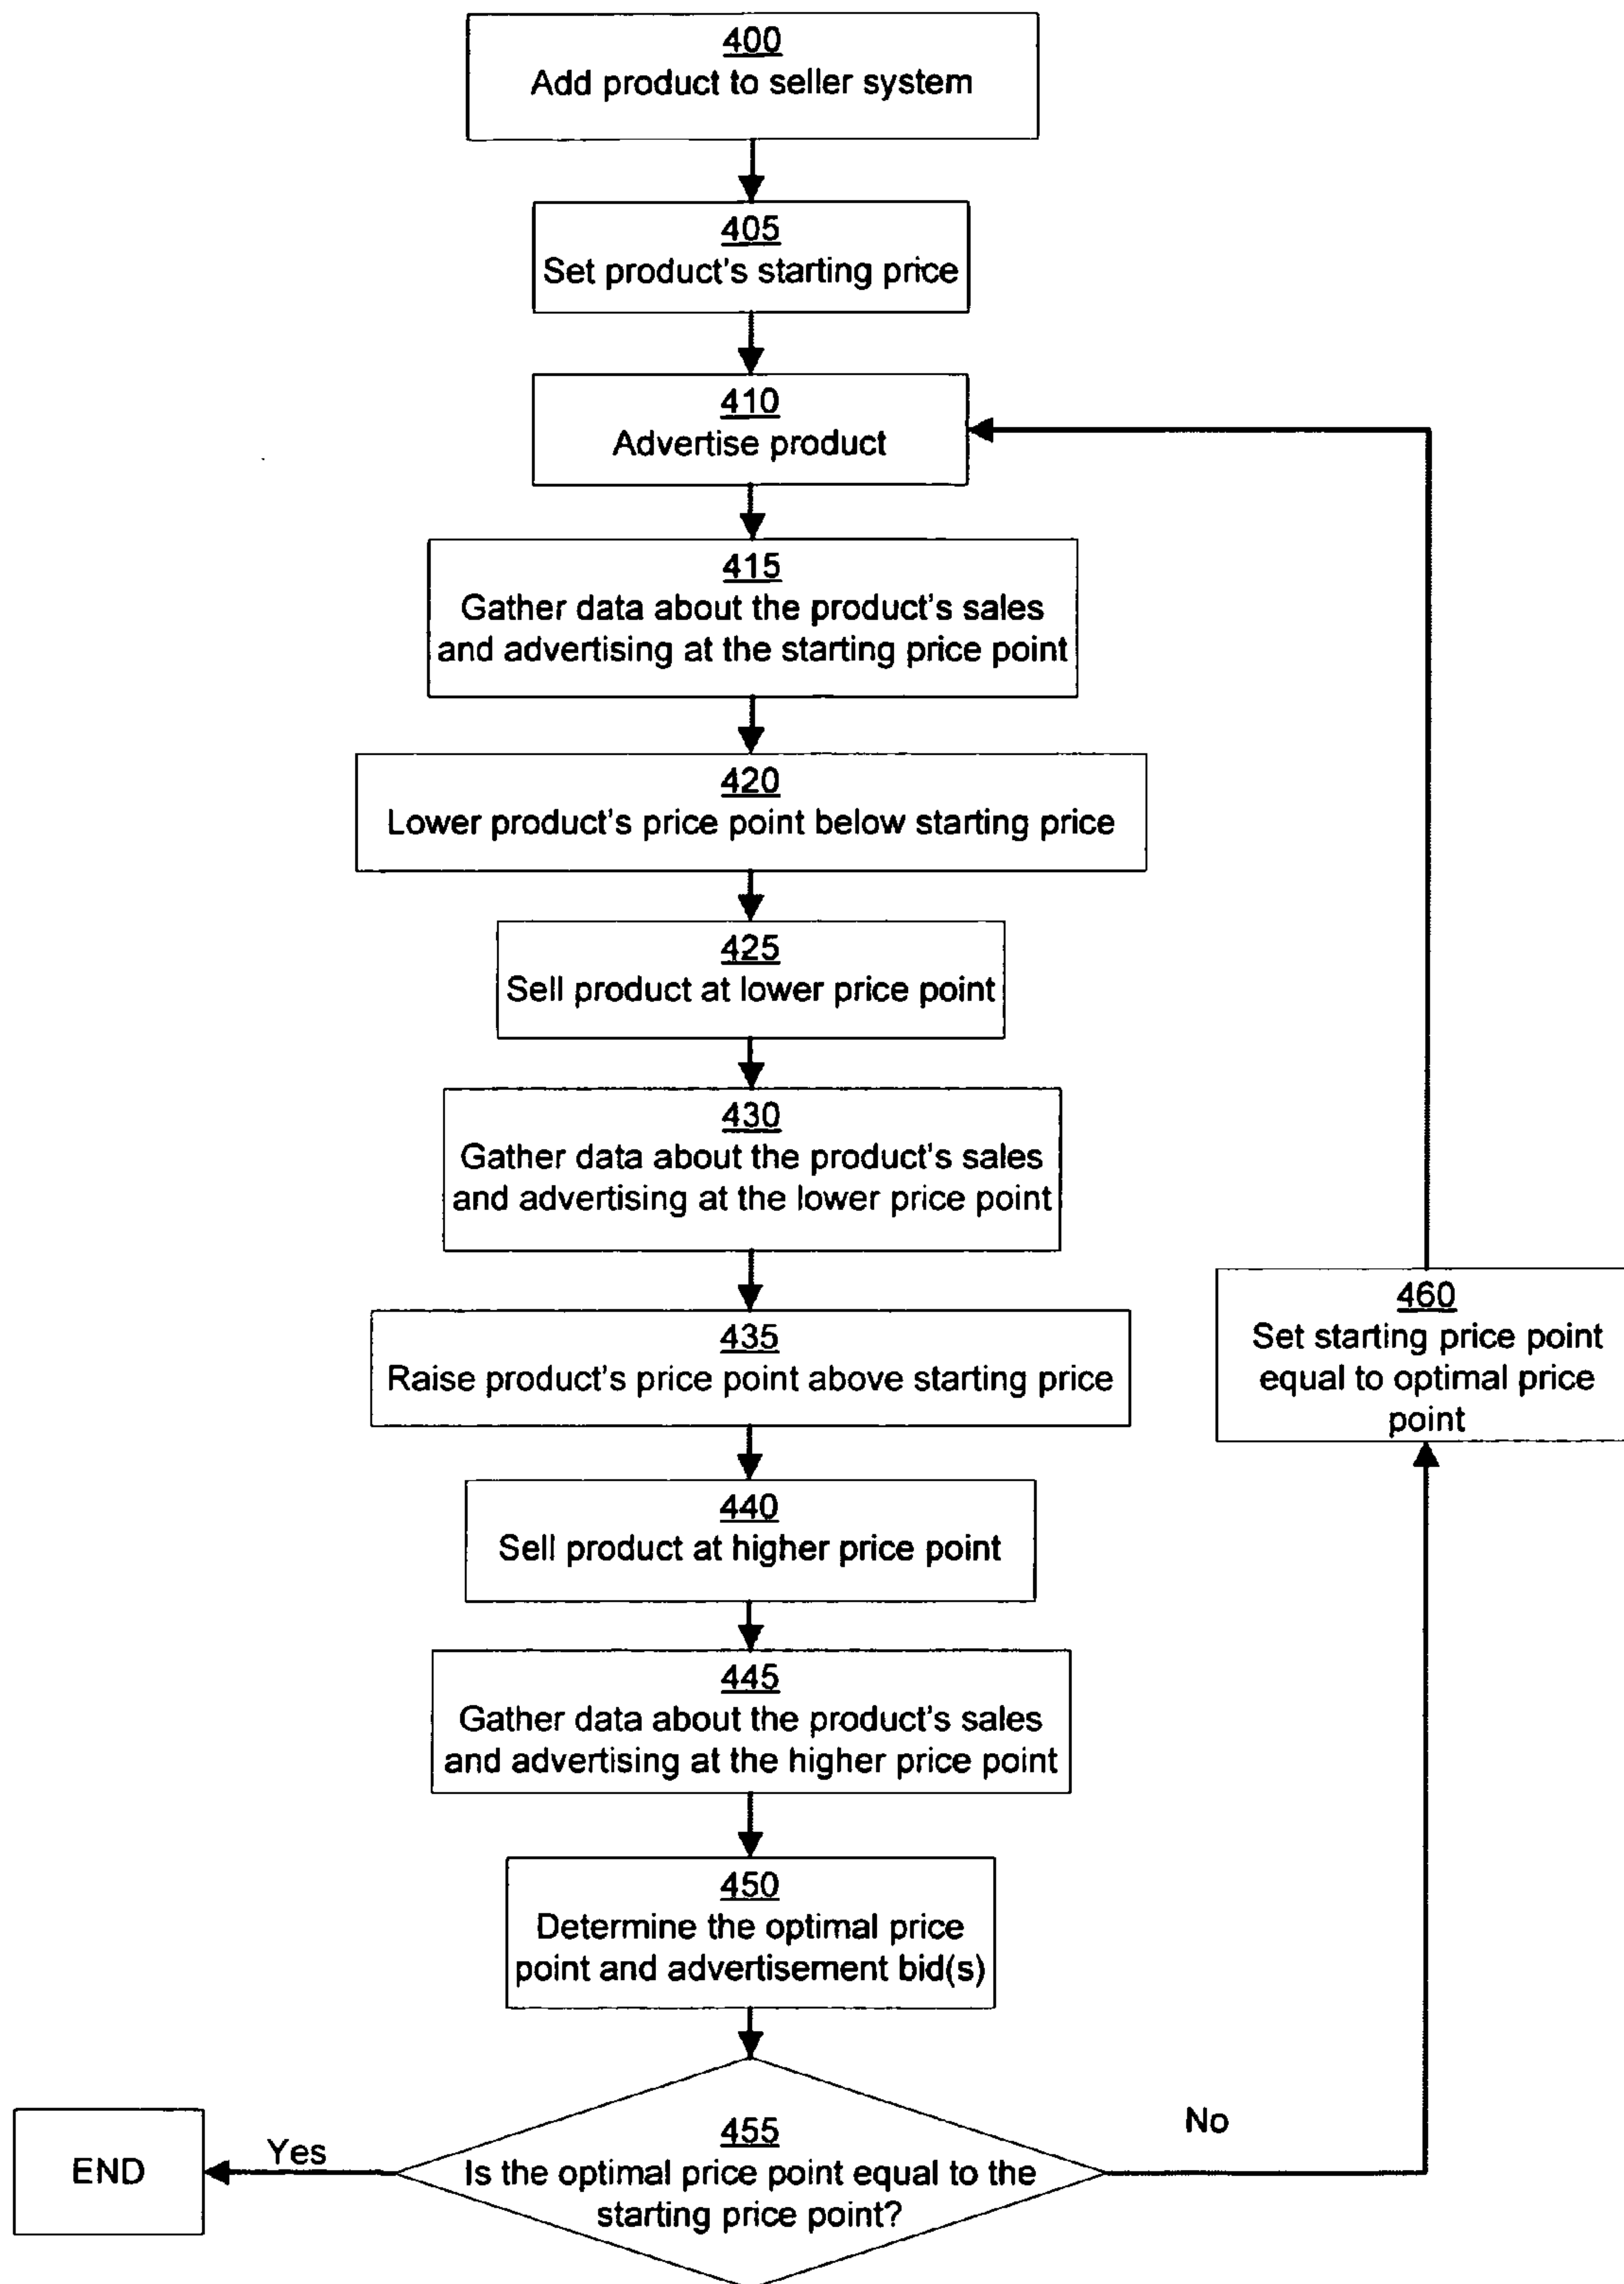 400
Add product to seller system
405
Set product's starting price
410
Advertise product
415
Gather data about the product's sales
and advertising at the starting price point
420
Lower product's price point below starting price
425
Sell product at lower price point
430
Gather data about the product's sales
and advertising at the lower price point
435
Raise product's price point above starting price
460
Set starting price point
equal to optimal price
point
440
Sell product at higher price point
445
Gather data about the product's sales
and advertising at the higher price point
450
Determine the optimal price
point and advertisement bid(s)
455
Is the optimal price point equal to the
starting price point?
No
Yes
END